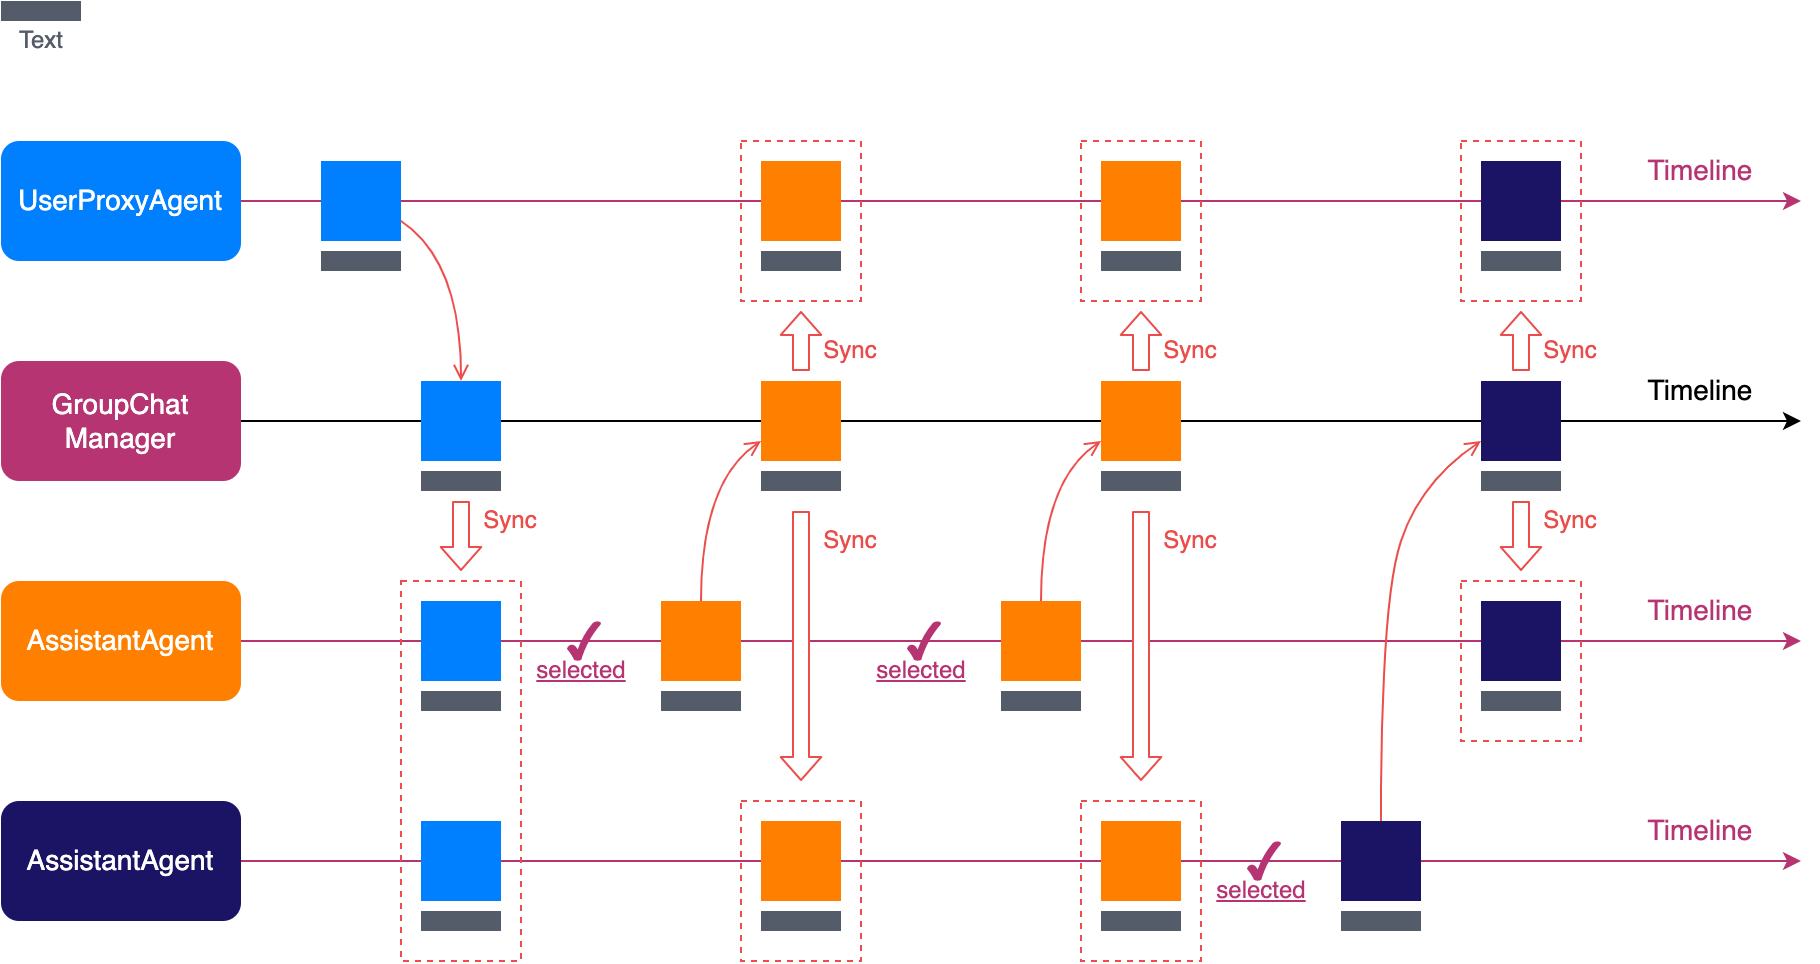 Text
UserProxyAgent
Timeline
Sync
Sync
Sync
GroupChat
Manager
Timeline
Sync
Sync
Sync
Sync
AssistantAgent
selected
selected
Timeline
AssistantAgent
selected
Timeline